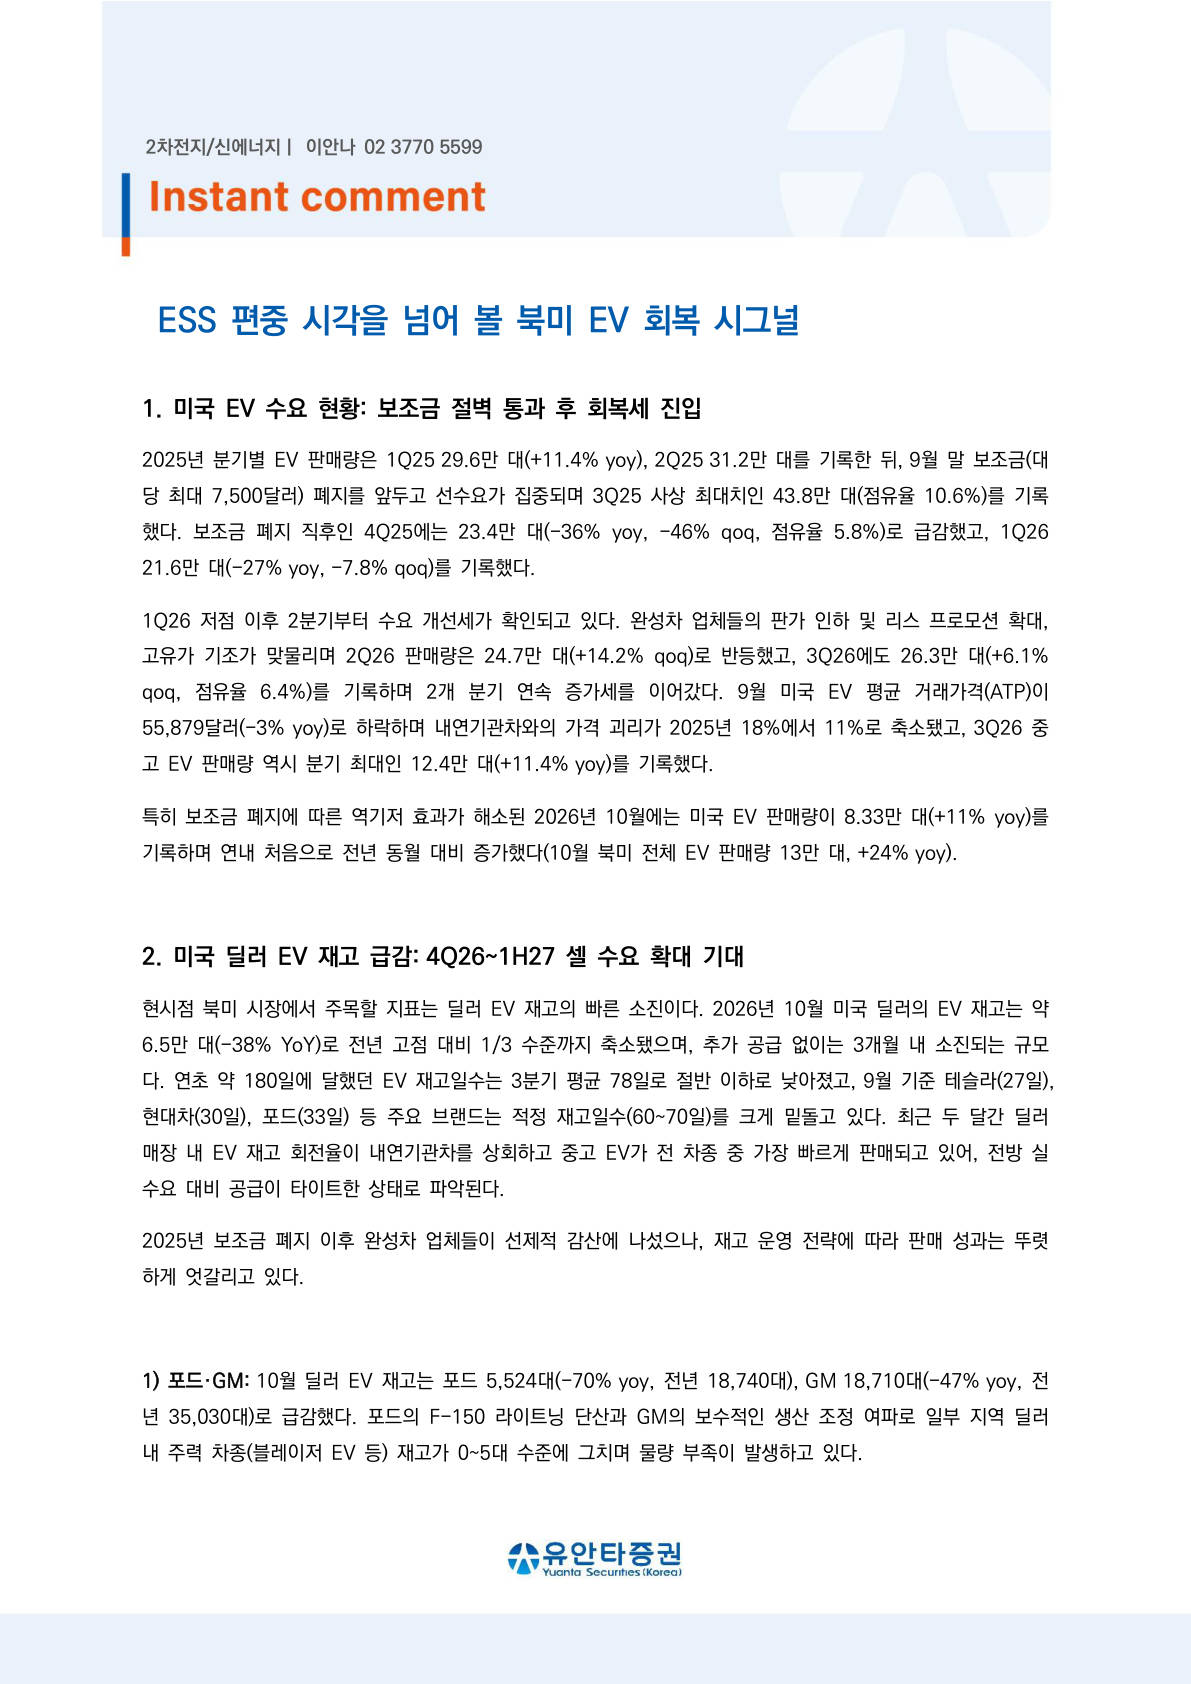 2차전지/신에너지 | 이안나 02 3770 5599
Instant comment
ESS 편중 시각을 넘어 볼 북미 EV 회복 시그널
1. 미국 EV 수요 현황: 보조금 절벽 통과 후 회복세 진입
2025년 분기별 EV 판매량은 1Q25 29.6만 대(+11.4% yoy), 2Q25 31.2만 대를 기록한 뒤, 9월 말 보조금(대
당 최대 7,500달러) 폐지를 앞두고 선수요가 집중되며 3Q25 사상 최대치인 43.8만 대(점유율 10.6%)를 기록
했다. 보조금 폐지 직후인 4Q25에는 23.4만 대(-36% yoy, -46% qoq, 점유율 5.8%)로 급감했고, 1Q26
21.6만 대(-27% yoy, -7.8% qoq)를 기록했다.
1Q26 저점 이후 2분기부터 수요 개선세가 확인되고 있다. 완성차 업체들의 판가 인하 및 리스 프로모션 확대,
고유가 기조가 맞물리며 2Q26 판매량은 24.7만 대(+14.2% qoq)로 반등했고, 3Q26에도 26.3만 대(+6.1%
qoq, 점유율 6.4%)를 기록하며 2개 분기 연속 증가세를 이어갔다. 9월 미국 EV 평균 거래가격(ATP)이
55,879달러(-3% yoy)로 하락하며 내연기관차와의 가격 괴리가 2025년 18%에서 11%로 축소됐고, 3Q26 중
고 EV 판매량 역시 분기 최대인 12.4만 대(+11.4% yoy)를 기록했다.
특히 보조금 폐지에 따른 역기저 효과가 해소된 2026년 10월에는 미국 EV 판매량이 8.33만 대(+11% yoy)를
기록하며 연내 처음으로 전년 동월 대비 증가했다(10월 북미 전체 EV 판매량 13만 대, +24% yoy).
2. 미국 딜러 EV 재고 급감: 4Q26~1H27 셀 수요 확대 기대
현시점 북미 시장에서 주목할 지표는 딜러 EV 재고의 빠른 소진이다. 2026년 10월 미국 딜러의 EV 재고는 약
6.5만 대(-38% YoY)로 전년 고점 대비 1/3 수준까지 축소됐으며, 추가 공급 없이는 3개월 내 소진되는 규모
다. 연초 약 180일에 달했던 EV 재고일수는 3분기 평균 78일로 절반 이하로 낮아졌고, 9월 기준 테슬라(27일),
현대차(30일), 포드(33일) 등 주요 브랜드는 적정 재고일수(60~70일)를 크게 밑돌고 있다. 최근 두 달간 딜러
매장 내 EV 재고 회전율이 내연기관차를 상회하고 중고 EV가 전 차종 중 가장 빠르게 판매되고 있어, 전방 실
수요 대비 공급이 타이트한 상태로 파악된다.
2025년 보조금 폐지 이후 완성차 업체들이 선제적 감산에 나섰으나, 재고 운영 전략에 따라 판매 성과는 뚜렷
하게 엇갈리고 있다.
1) 포드·GM: 10월 딜러 EV 재고는 포드 5,524대(-70% yoy, 전년 18,740대), GM 18,710대(-47% yoy, 전
년 35,030대)로 급감했다. 포드의 F-150 라이트닝 단산과 GM의 보수적인 생산 조정 여파로 일부 지역 딜러
내 주력 차종(블레이저 EV 등) 재고가 0~5대 수준에 그치며 물량 부족이 발생하고 있다.
유안타증권
Yuanta Securities (Korea)